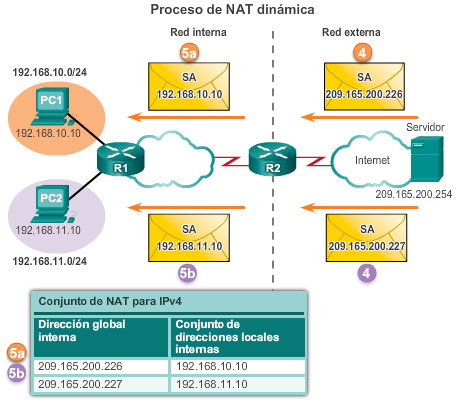 Proceso de NAT dinámica
Red interna
Red externa
5a
4
192.168.10.0/24
SA
192.168.10.10
SA
209.165.200.226
PC1
192.168.10.10
Servidor
R1
R2
Internet
209.165.200.254
PC2
192.168.11.10
SA
192.168.11.10
SA
209.165.200.227
192.168.11.0/24
5b
4
Conjunto de NAT para IPv4
Dirección global
interna
Conjunto de
direcciones locales
internas
5a
209.165.200.226
192.168.10.10
5b
209.165.200.227
192.168.11.10